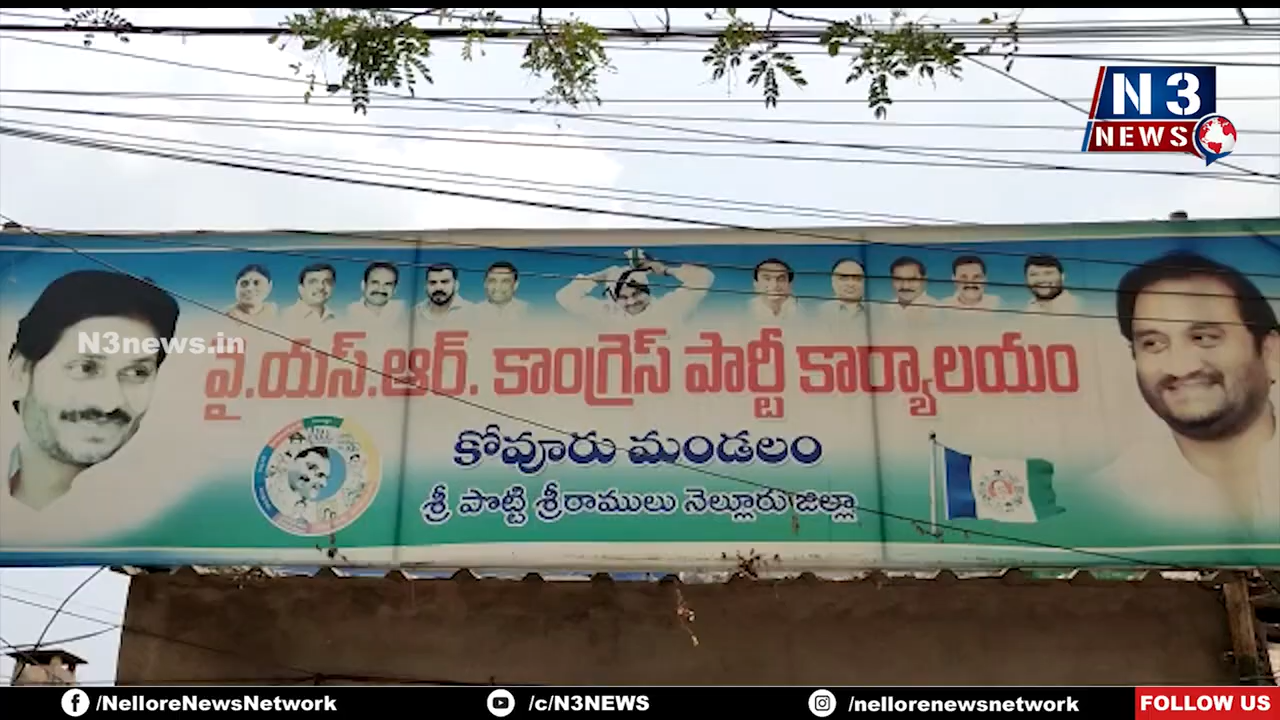 N3
NEWS
N3news.in
వై.యస్.ఆర్. కాంగ్రెస్ పార్టీ కార్యాలయం
కోవూరు మండలం
శ్రీ పొట్టి శ్రీరాములు నెల్లూరు జిల్లా
/NelloreNewsNetwork /c/N3NEWS /nellorenewsnetwork FOLLOW US